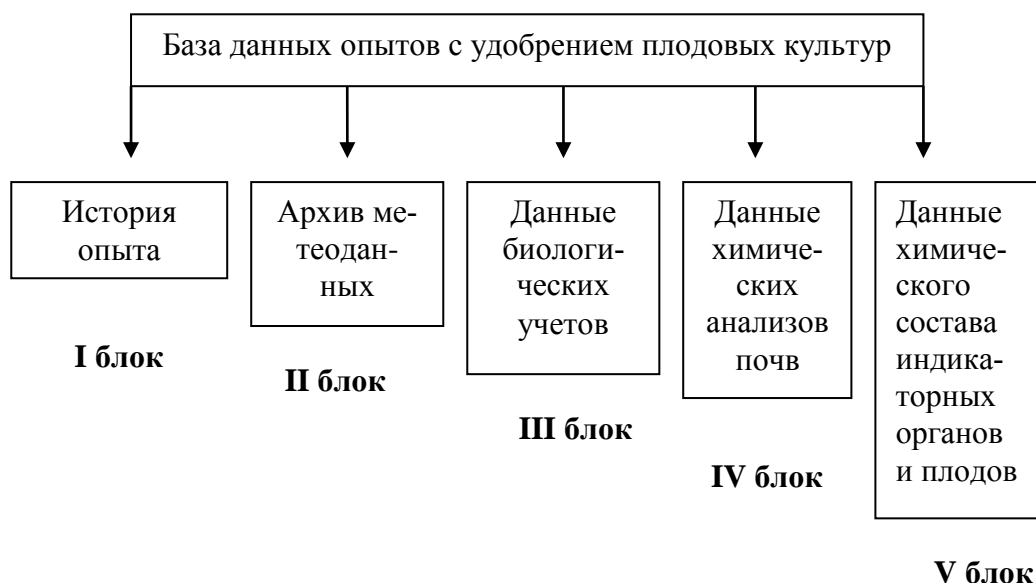 База данных опытов с удобрением плодовых культур
История
опыта
I блок
Архив ме-
теодан-
ных
II блок
Данные
биологи-
ческих
учетов
III блок
Данные
химиче-
ских
анализов
почв
IV блок
Данные
химиче-
ского
состава
индика-
торных
органов
и плодов
V блок